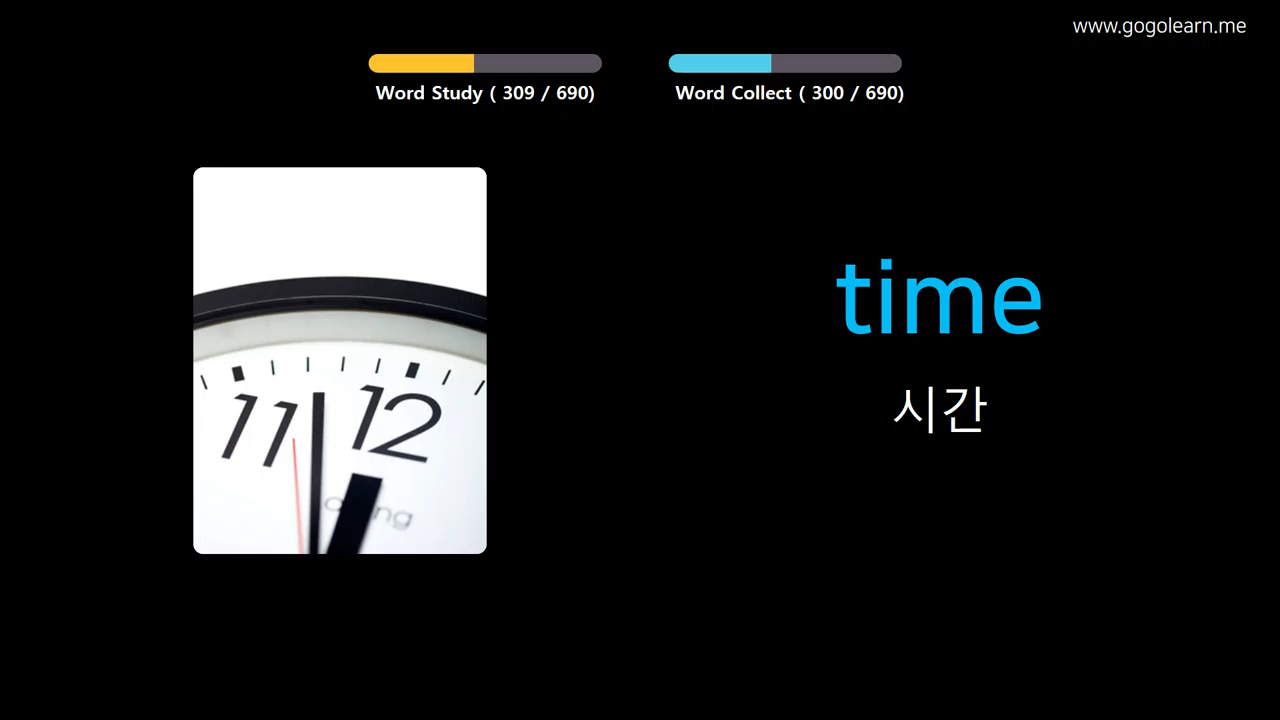 www.gogolearn.me
Word Study ( 309 / 690)
Word Collect ( 300 / 690)
time
시간
11
12